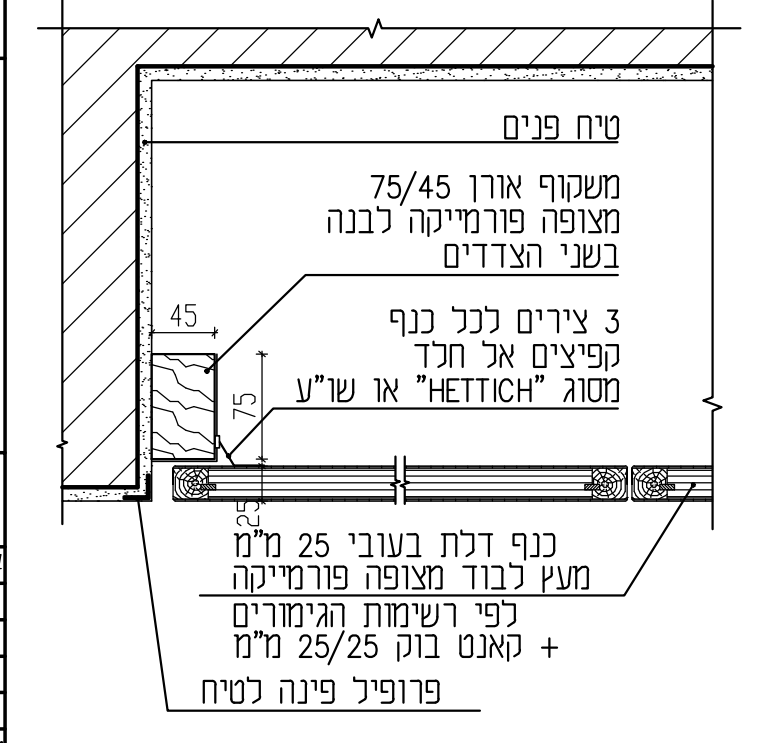 טיח פנים
משקוף אורן 75/45
מצופה פורמייקה לבנה
בשני הצדדים
3 צירים לכל כנף
קפיצים אל חלד
מסוג "HETTICH" או שו"ע
45
75
25
כנף דלת בעובי 25 מ"מ
מעץ לבוד מצופה פורמייקה
לפי רשימות הגימורים
+ קאנט בוק 25/25 מ"מ
פרופיל פינה לטיח